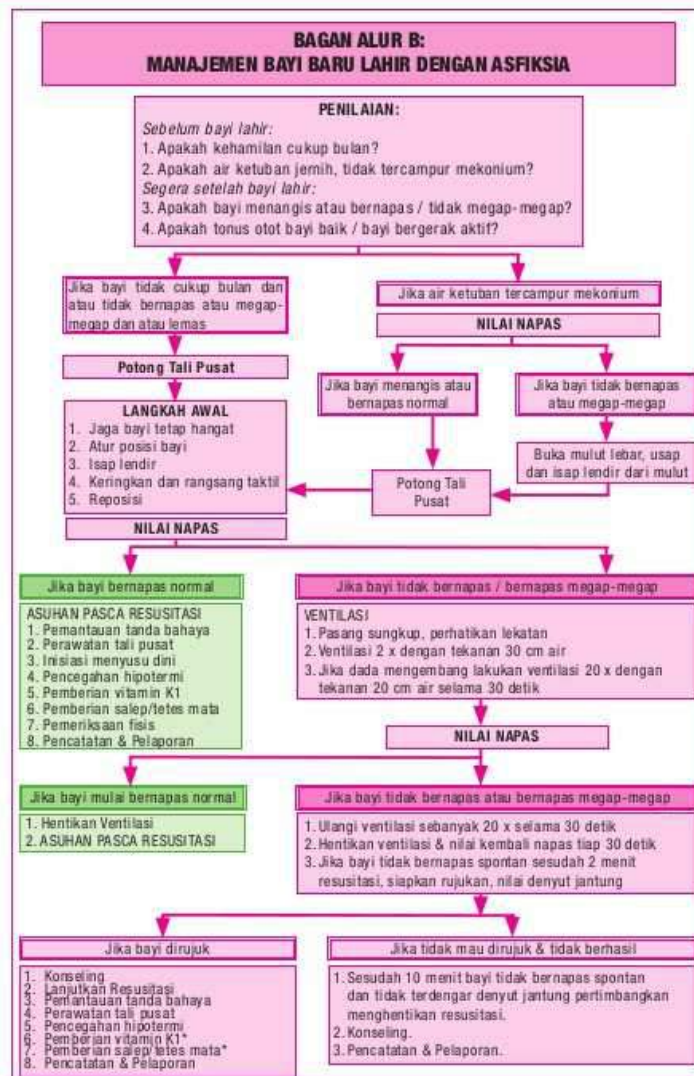 BAGAN ALUR B:
MANAJEMEN BAYI BARU LAHIR DENGAN ASFIKSIA
PENILAIAN:
Sebelum bayi lahir:
1. Apakah kehamilan cukup bulan?
2. Apakah air ketuban jernih, tidak tercampur mekonium?
Segera setelah bayi lahir:
3. Apakah bayi menangis atau bernapas / tidak megap-megap?
4. Apakah tonus otot bayi baik / bayi bergerak aktif?
Jika bayi tidak cukup bulan dan
atau tidak bernapas atau megap-
megap dan atau lemas
Potong Tali Pusat
LANGKAH AWAL
1. Jaga bayi tetap hangat
2. Atur posisi bayi
3. Isap lendir
4. Keringkan dan rangsang taktil
5. Reposisi
NILAI NAPAS
Jika air ketuban tercampur mekonium
NILAI NAPAS
Jika bayi menangis atau
bernapas normal
Jika bayi tidak bernapas
atau megap-megap
Buka mulut lebar, usap
dan isap lendir dari mulut
Potong Tali
Pusat
Jika bayi bernapas normal
ASUHAN PASCA RESUSITASI
1. Pemantauan tanda bahaya
2. Perawatan tali pusat
3. Inisiasi menyusu dini
4. Pencegahan hipotermi
5. Pemberian vitamin K1
6. Pemberian salep/tetes mata
7. Pemeriksaan fisis
8. Pencatatan & Pelaporan
Jika bayi tidak bernapas / bernapas megap-megap
VENTILASI
1. Pasang sungkup, perhatikan lekatan
2. Ventilasi 2 x dengan tekanan 30 cm air
3. Jika dada mengembang lakukan ventilasi 20 x dengan
tekanan 20 cm air selama 30 detik
NILAI NAPAS
Jika bayi mulai bernapas normal
1. Hentikan Ventilasi
2. ASUHAN PASCA RESUSITASI
Jika bayi tidak bernapas atau bernapas megap-megap
1. Ulangi ventilasi sebanyak 20 x selama 30 detik
2. Hentikan ventilasi & nilai kembali napas tiap 30 detik
3. Jika bayi tidak bernapas spontan sesudah 2 menit
resusitasi, siapkan rujukan, nilai denyut jantung
Jika bayi dirujuk
1. Konseling
2. Lanjutkan Resusitasi
3. Pemantauan tanda bahaya
4. Perawatan tali pusat
5. Pencegahan hipotermi
6. Pemberian vitamin K1*
7. Pemberian salep/tetes mata*
8. Pencatatan & Pelaporan
Jika tidak mau dirujuk & tidak berhasil
1. Sesudah 10 menit bayi tidak bernapas spontan
dan tidak terdengar denyut jantung pertimbangkan
menghentikan resusitasi.
2. Konseling.
3. Pencatatan & Pelaporan.